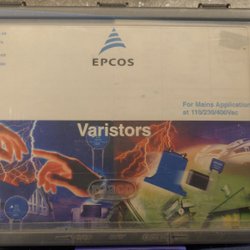 EPCOS
For Mains Application
at 110/230/400Vac
Varistors